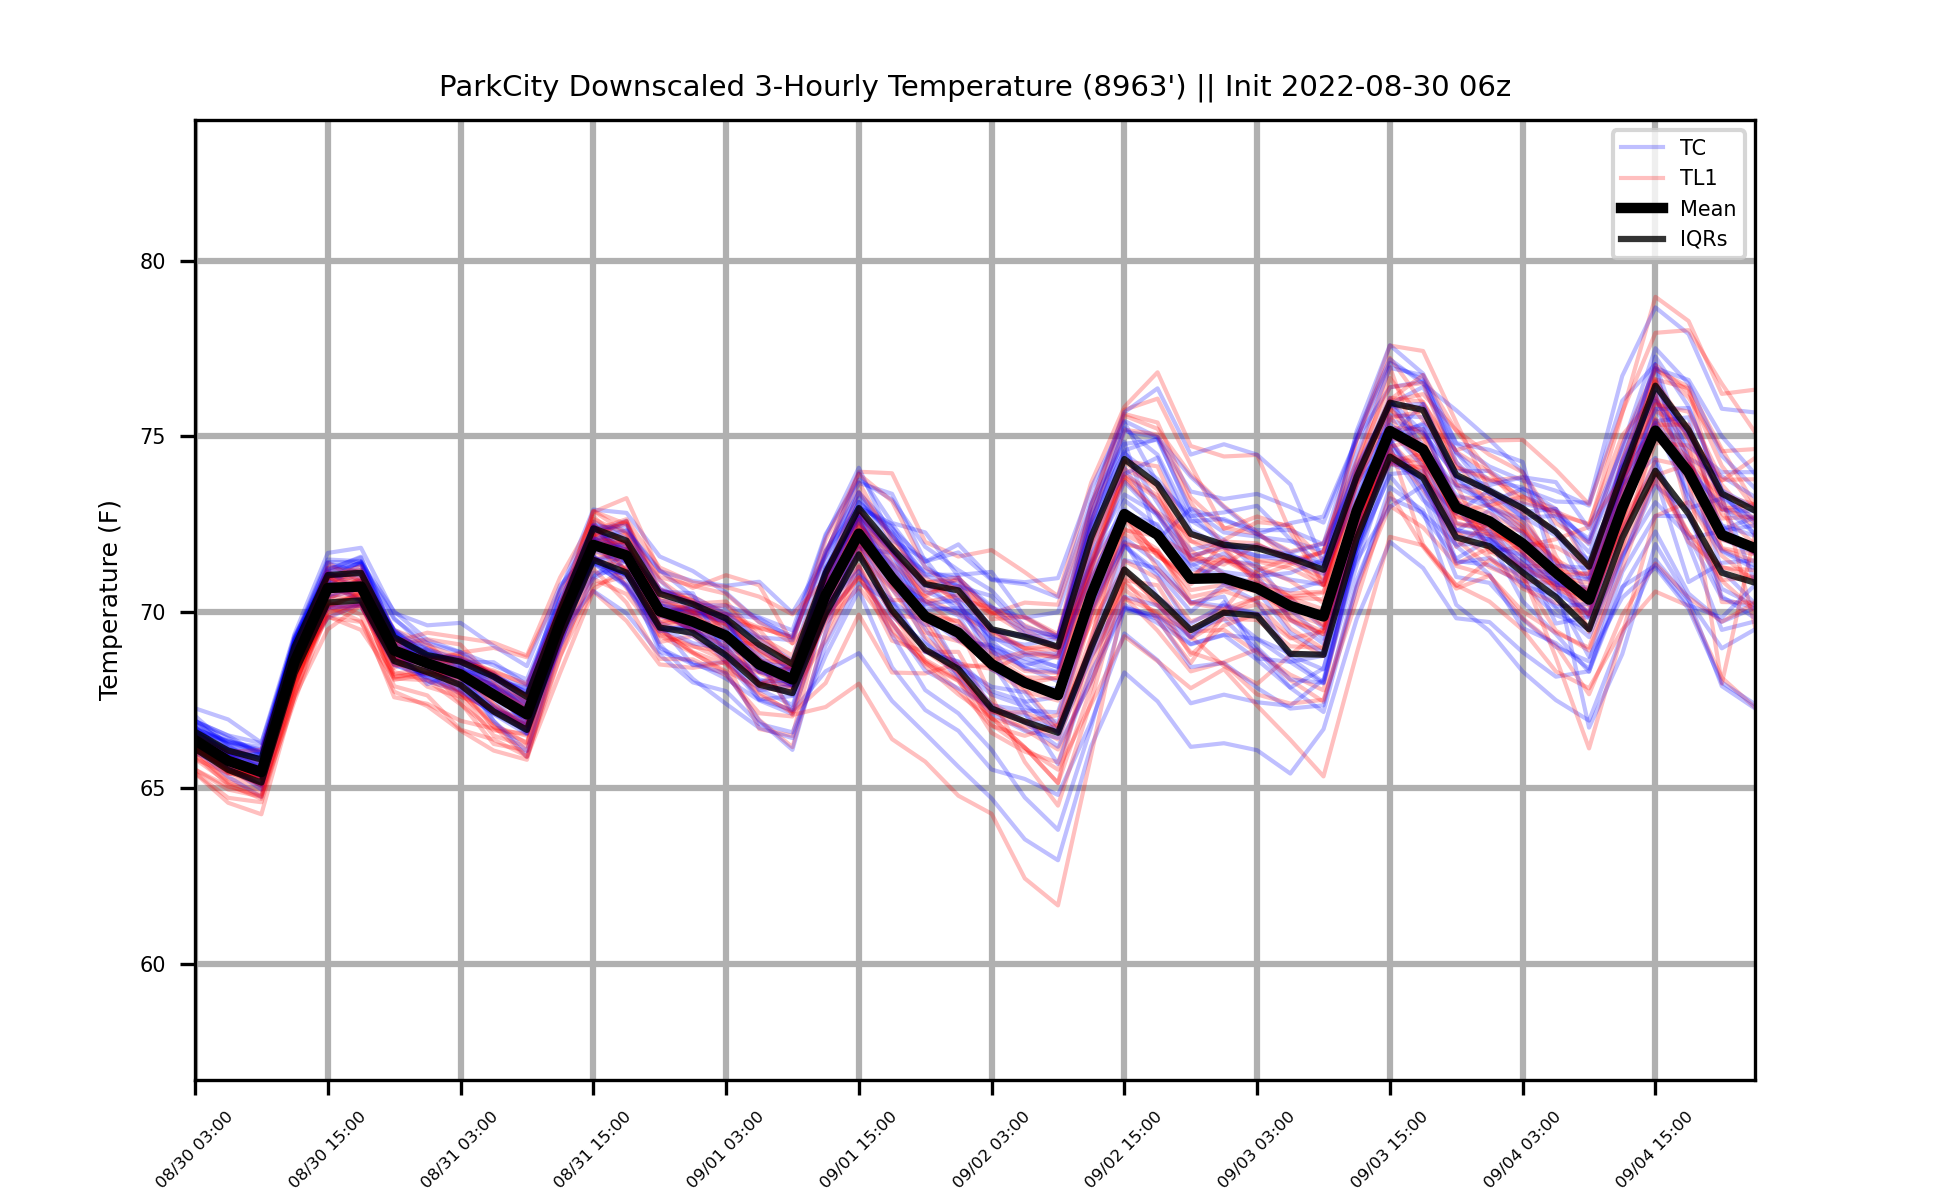 ParkCity Downscaled 3-Hourly Temperature (8963') || Init 2022-08-30 06z
TC
TL1
Mean
IQRs
Temperature (F)
80
75
70
65
60
08/30 03:00
08/30 15:00
08/31 03:00
08/31 15:00
09/01 03:00
09/01 15:00
09/02 03:00
09/02 15:00
09/03 03:00
09/03 15:00
09/04 03:00
09/04 15:00